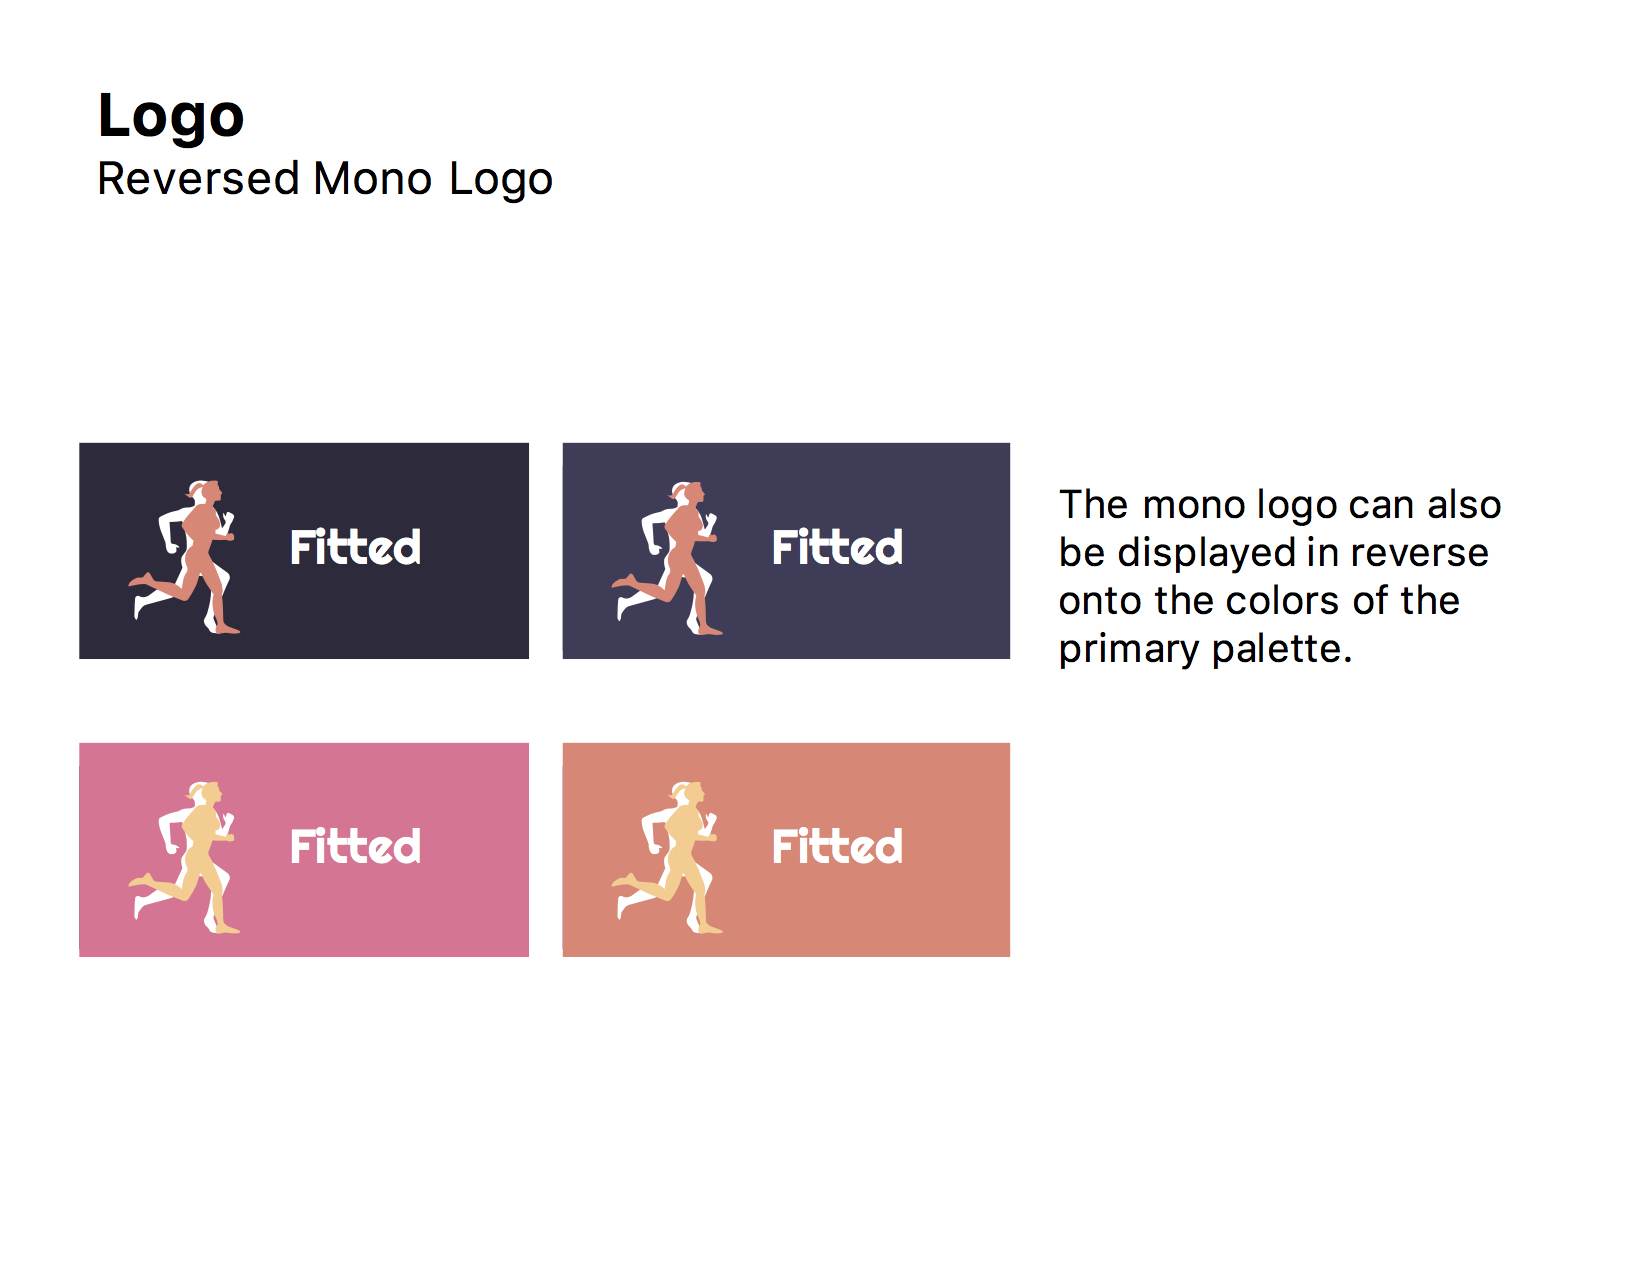 Logo
Reversed Mono Logo
Fitted
Fitted
The mono logo can also
be displayed in reverse
onto the colors of the
primary palette.
Fitted
Fitted